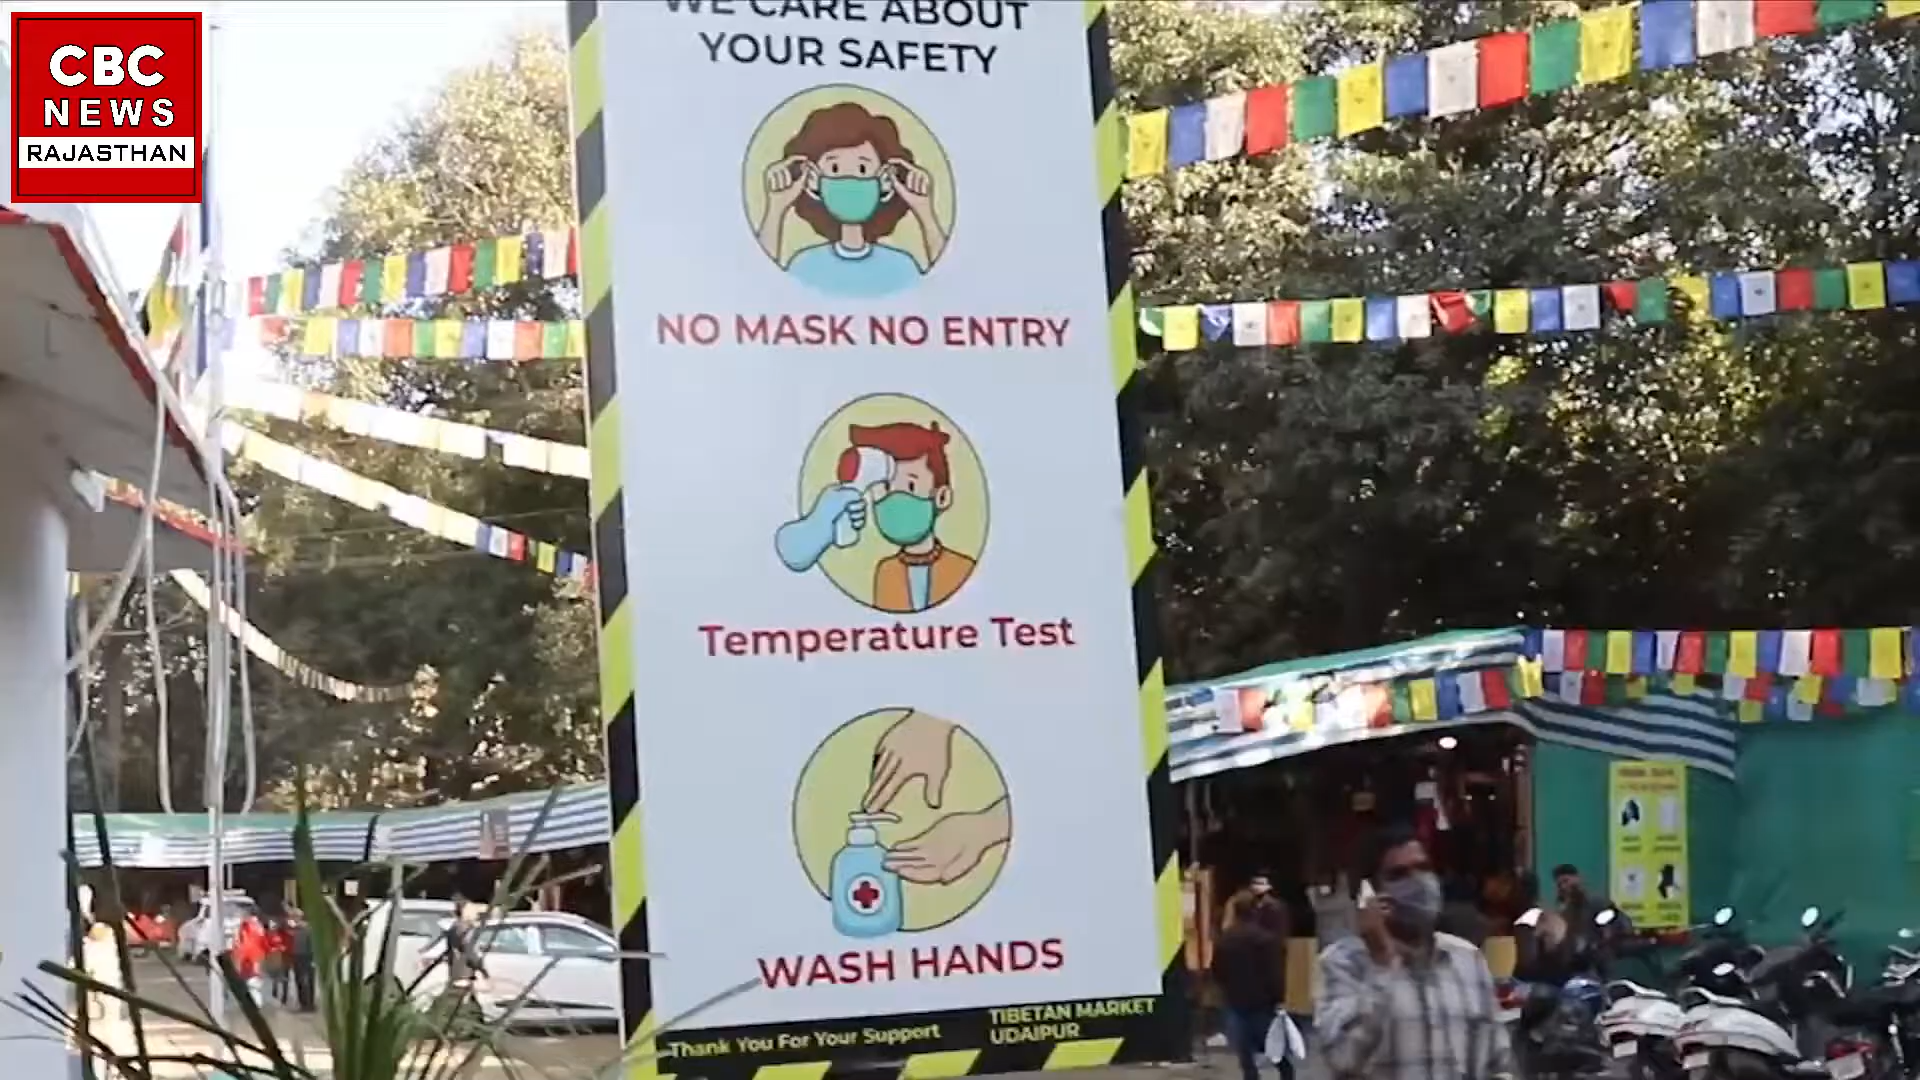 CBC
NEWS
RAJASTHAN
WE CARE ABOUT
YOUR SAFETY
NO MASK NO ENTRY
Temperature Test
WASH HANDS
Thank You For Your Support
TIBETAN MARKET
UDAIPUR